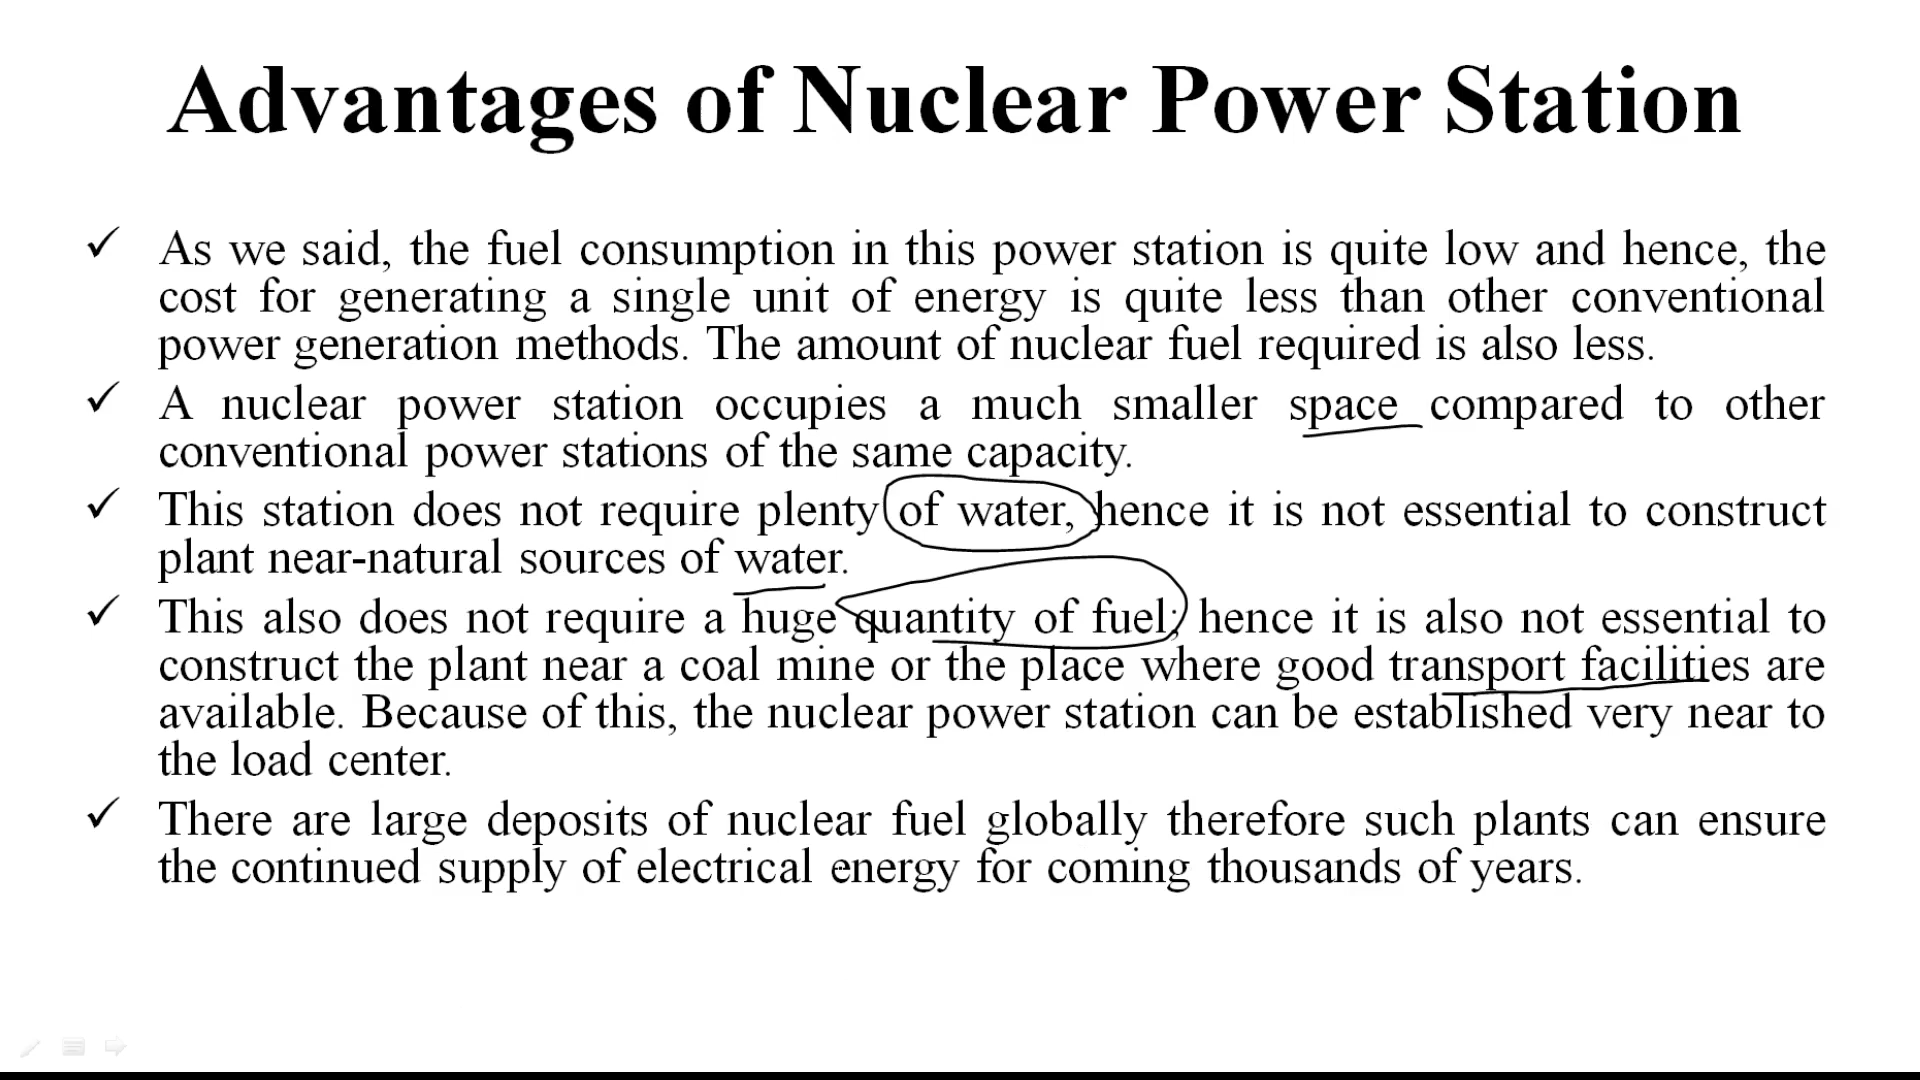 Advantages of Nuclear Power Station
✓ As we said, the fuel consumption in this power station is quite low and hence, the
cost for generating a single unit of energy is quite less than other conventional
power generation methods. The amount of nuclear fuel required is also less.
✓ A nuclear power station occupies a much smaller space compared to other
conventional power stations of the same capacity.
✓ This station does not require plenty of water, hence it is not essential to construct
plant near-natural sources of water.
✓ This also does not require a huge quantity of fuel; hence it is also not essential to
construct the plant near a coal mine or the place where good transport facilities are
available. Because of this, the nuclear power station can be established very near to
the load center.
✓ There are large deposits of nuclear fuel globally therefore such plants can ensure
the continued supply of electrical energy for coming thousands of years.